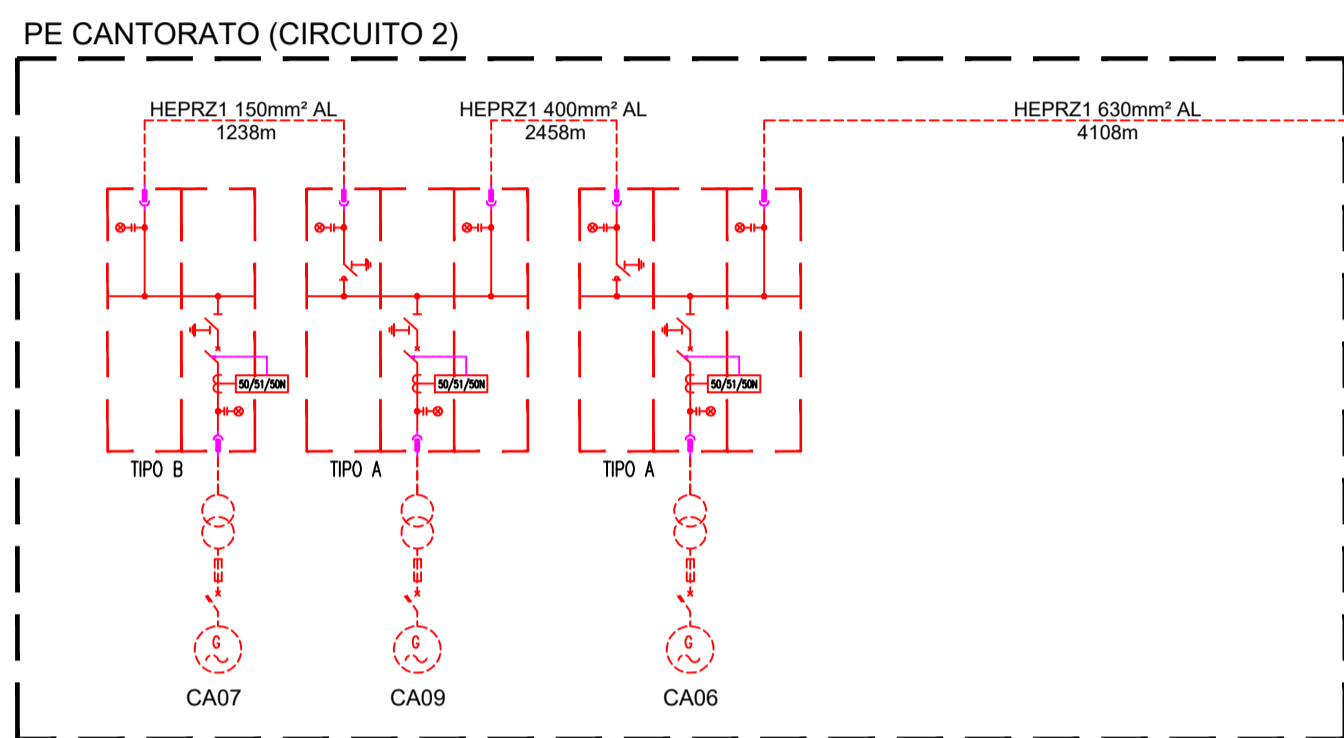 PE CANTORATO (CIRCUITO 2)
HEPRZ1 150mm² AL
1238m
HEPRZ1 400mm² AL
2458m
HEPRZ1 630mm² AL
4108m
50/51/50N
50/51/50N
50/51/50N
TIPO B
TIPO A
TIPO A
G
G
G
CA07
CA09
CA06